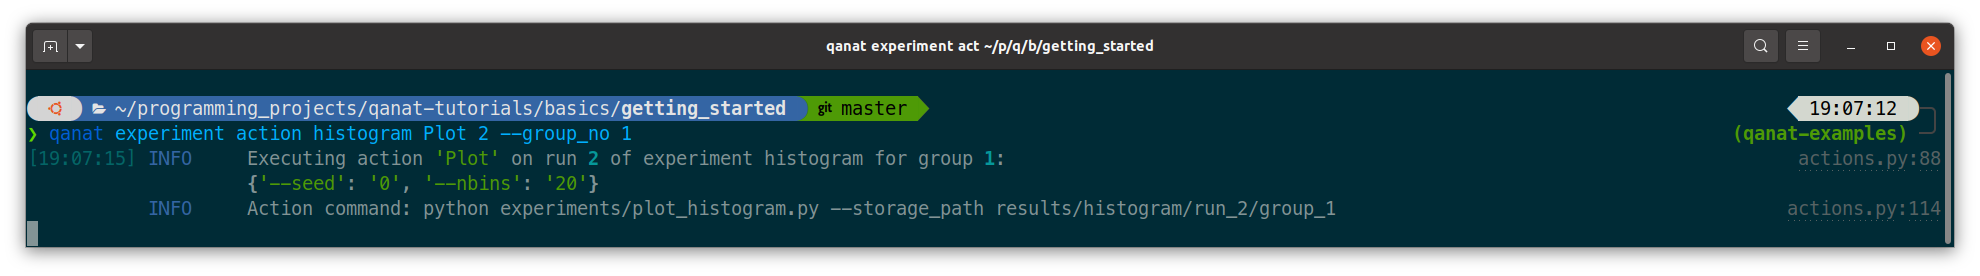 qanat experiment act ~/p/q/b/getting_started
~/programming_projects/qanat-tutorials/basics/getting_started git master 19:07:12
❯ qanat experiment action histogram Plot 2 --group_no 1 (qanat-examples)
[19:07:15] INFO Executing action 'Plot' on run 2 of experiment histogram for group 1: actions.py:88
{'--seed': '0', '--nbins': '20'}
INFO Action command: python experiments/plot_histogram.py --storage_path results/histogram/run_2/group_1 actions.py:114